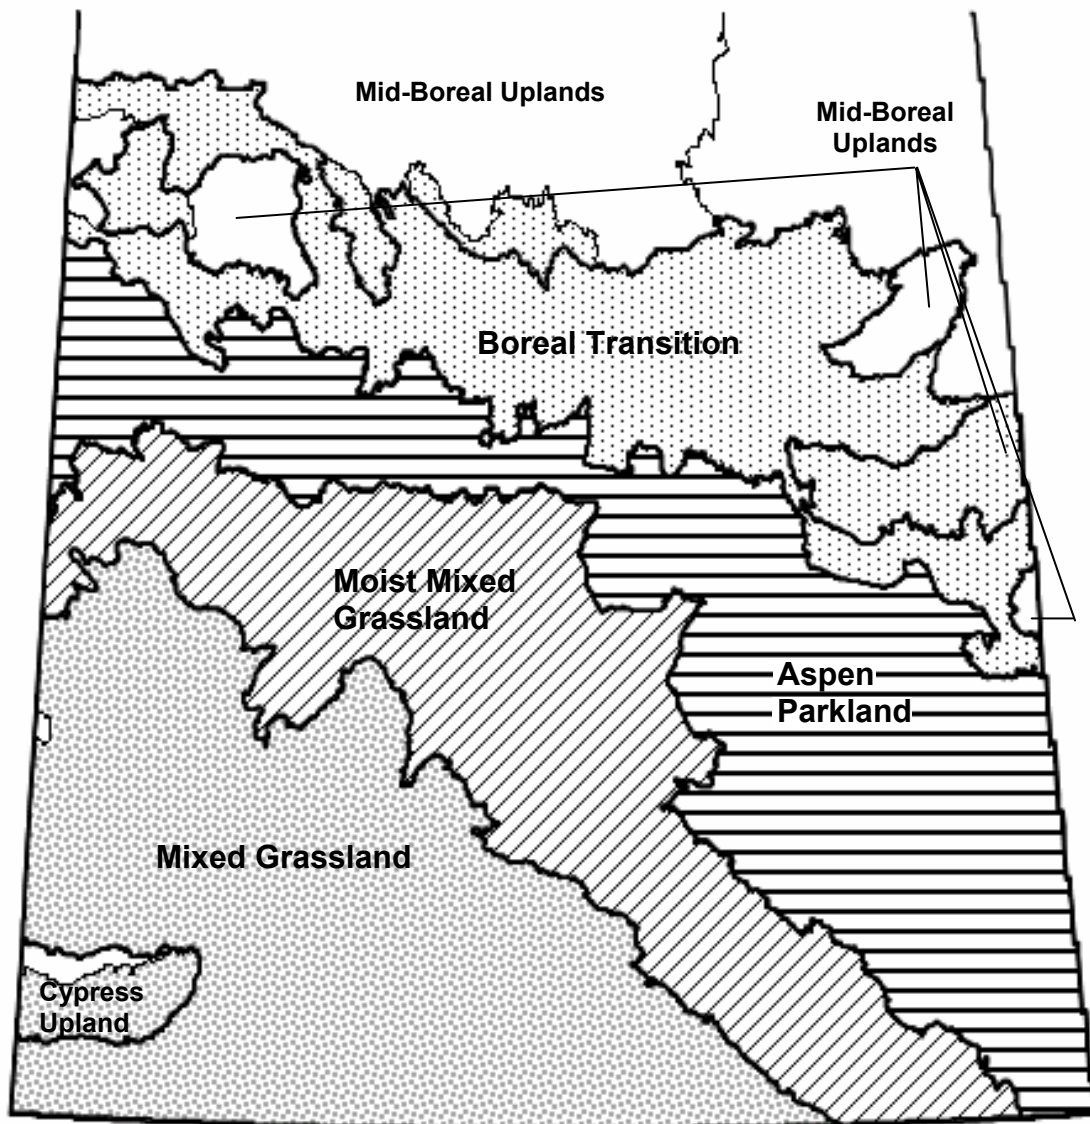 Mid-Boreal Uplands
Mid-Boreal
Uplands
Boreal Transition
Moist Mixed
Grassland
Aspen
Parkland
Mixed Grassland
Cypress
Upland